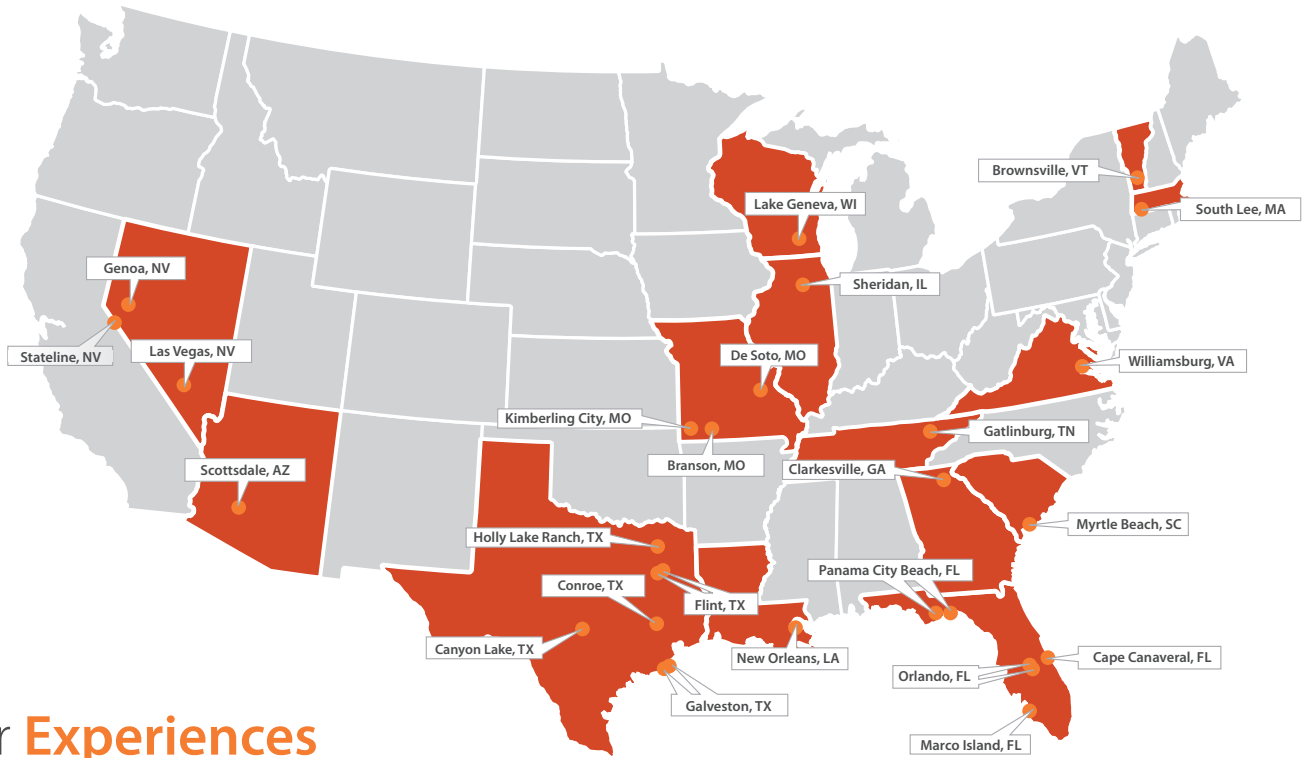 Brownsville, VT
Lake Geneva, WI
South Lee, MA
Genoa, NV
Sheridan, IL
Stateline, NV
Las Vegas, NV
De Soto, MO
Williamsburg, VA
Kimberling City, MO
Gatlinburg, TN
Branson, MO
Clarkesville, GA
Scottsdale, AZ
Myrtle Beach, SC
Holly Lake Ranch, TX
Panama City Beach, FL
Conroe, TX
Flint, TX
Canyon Lake, TX
New Orleans, LA
Cape Canaveral, FL
Orlando, FL
Galveston, TX
Marco Island, FL
r Experiences